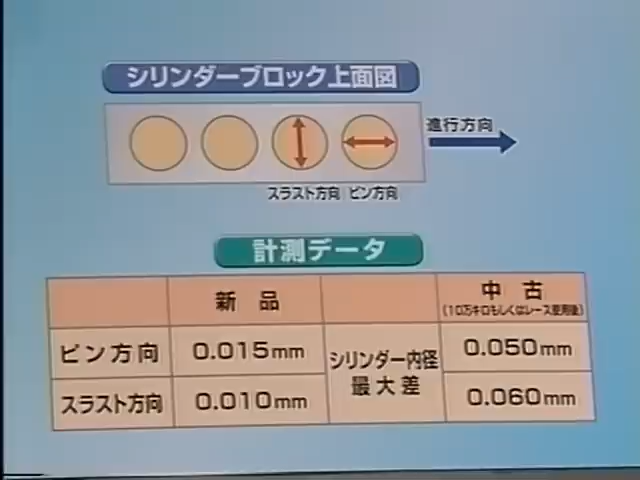 シリンダーブロック上面図
進行方向
スラスト方向 ピン方向
計測データ
新 品
中 古
(10万キロもしくはレース使用後)
ピン方向 0.015mm シリンダー内径最大差 0.050mm
スラスト方向 0.010mm 0.060mm